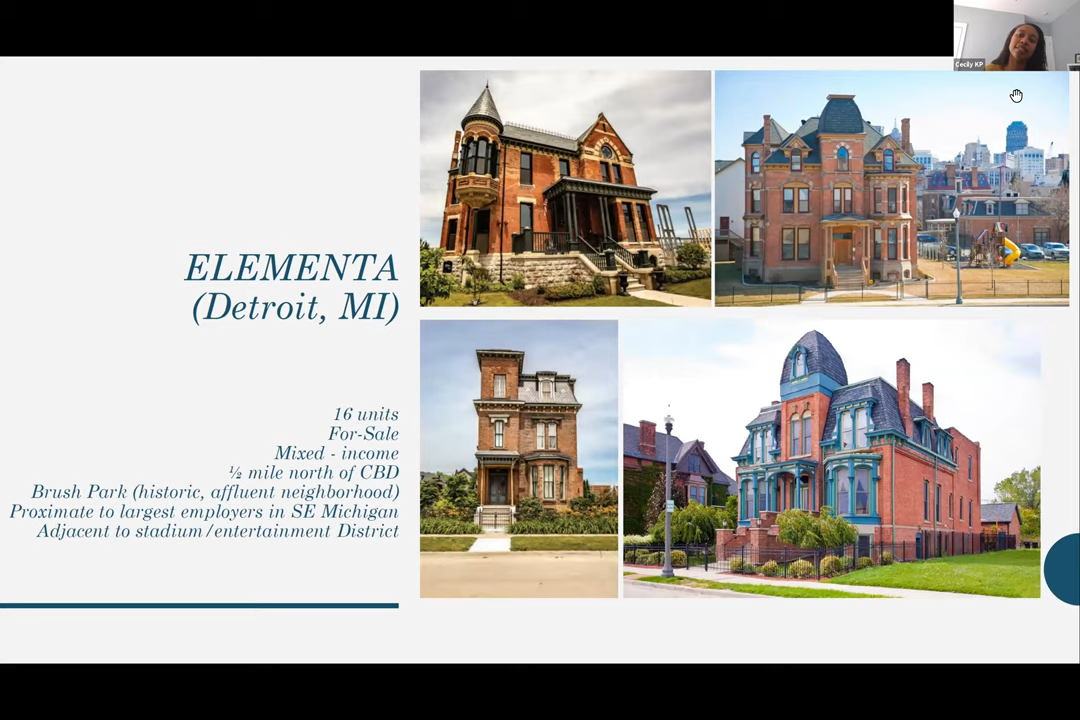 Cecily KP
ELEMENTA
(Detroit, MI)
16 units
For-Sale
Mixed - income
½ mile north of CBD
Brush Park (historic, affluent neighborhood)
Proximate to largest employers in SE Michigan
Adjacent to stadium/entertainment District